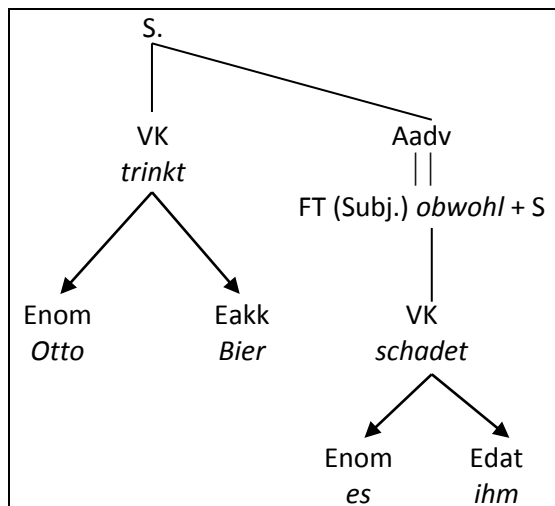 S.
VK Aadv
trinkt
FT (Subj.) obwohl + S
Enom Eakk VK
Otto Bier schadet
Enom Edat
es ihm